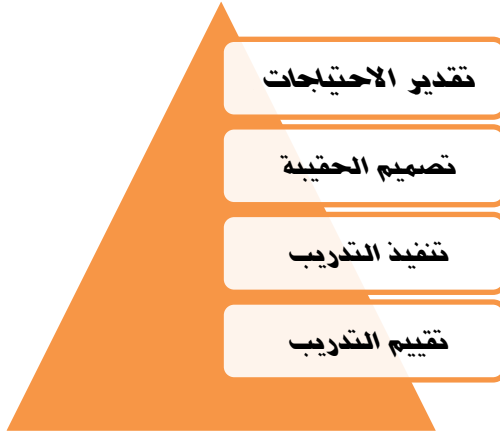 تقدير الاحتياجات
تصميم الحقيبة
تنفيذ التدريب
تقييم التدريب